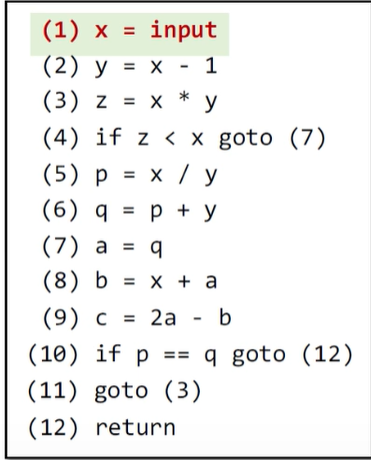 (1) x = input
(2) y = x - 1
(3) z = x * y
(4) if z < x goto (7)
(5) p = x / y
(6) q = p + y
(7) a = q
(8) b = x + a
(9) c = 2a - b
(10) if p == q goto (12)
(11) goto (3)
(12) return